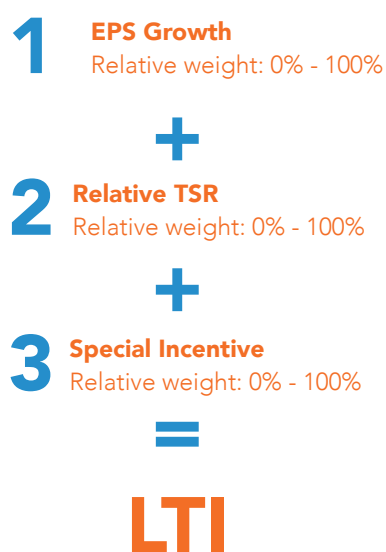 1 EPS Growth
Relative weight: 0% - 100%
+
2 Relative TSR
Relative weight: 0% - 100%
+
3 Special Incentive
Relative weight: 0% - 100%
=
LTI